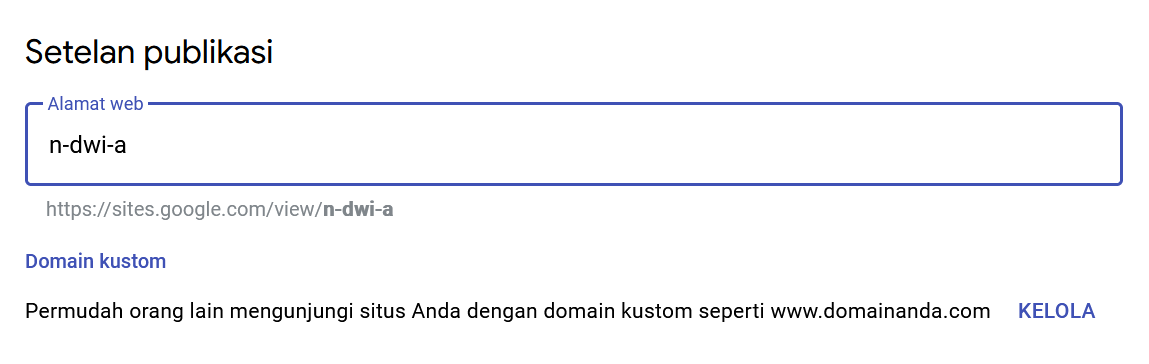 Setelan publikasi
Alamat web
n-dwi-a
https://sites.google.com/view/n-dwi-a
Domain kustom
Permudah orang lain mengunjungi situs Anda dengan domain kustom seperti www.domainanda.com KELOLA